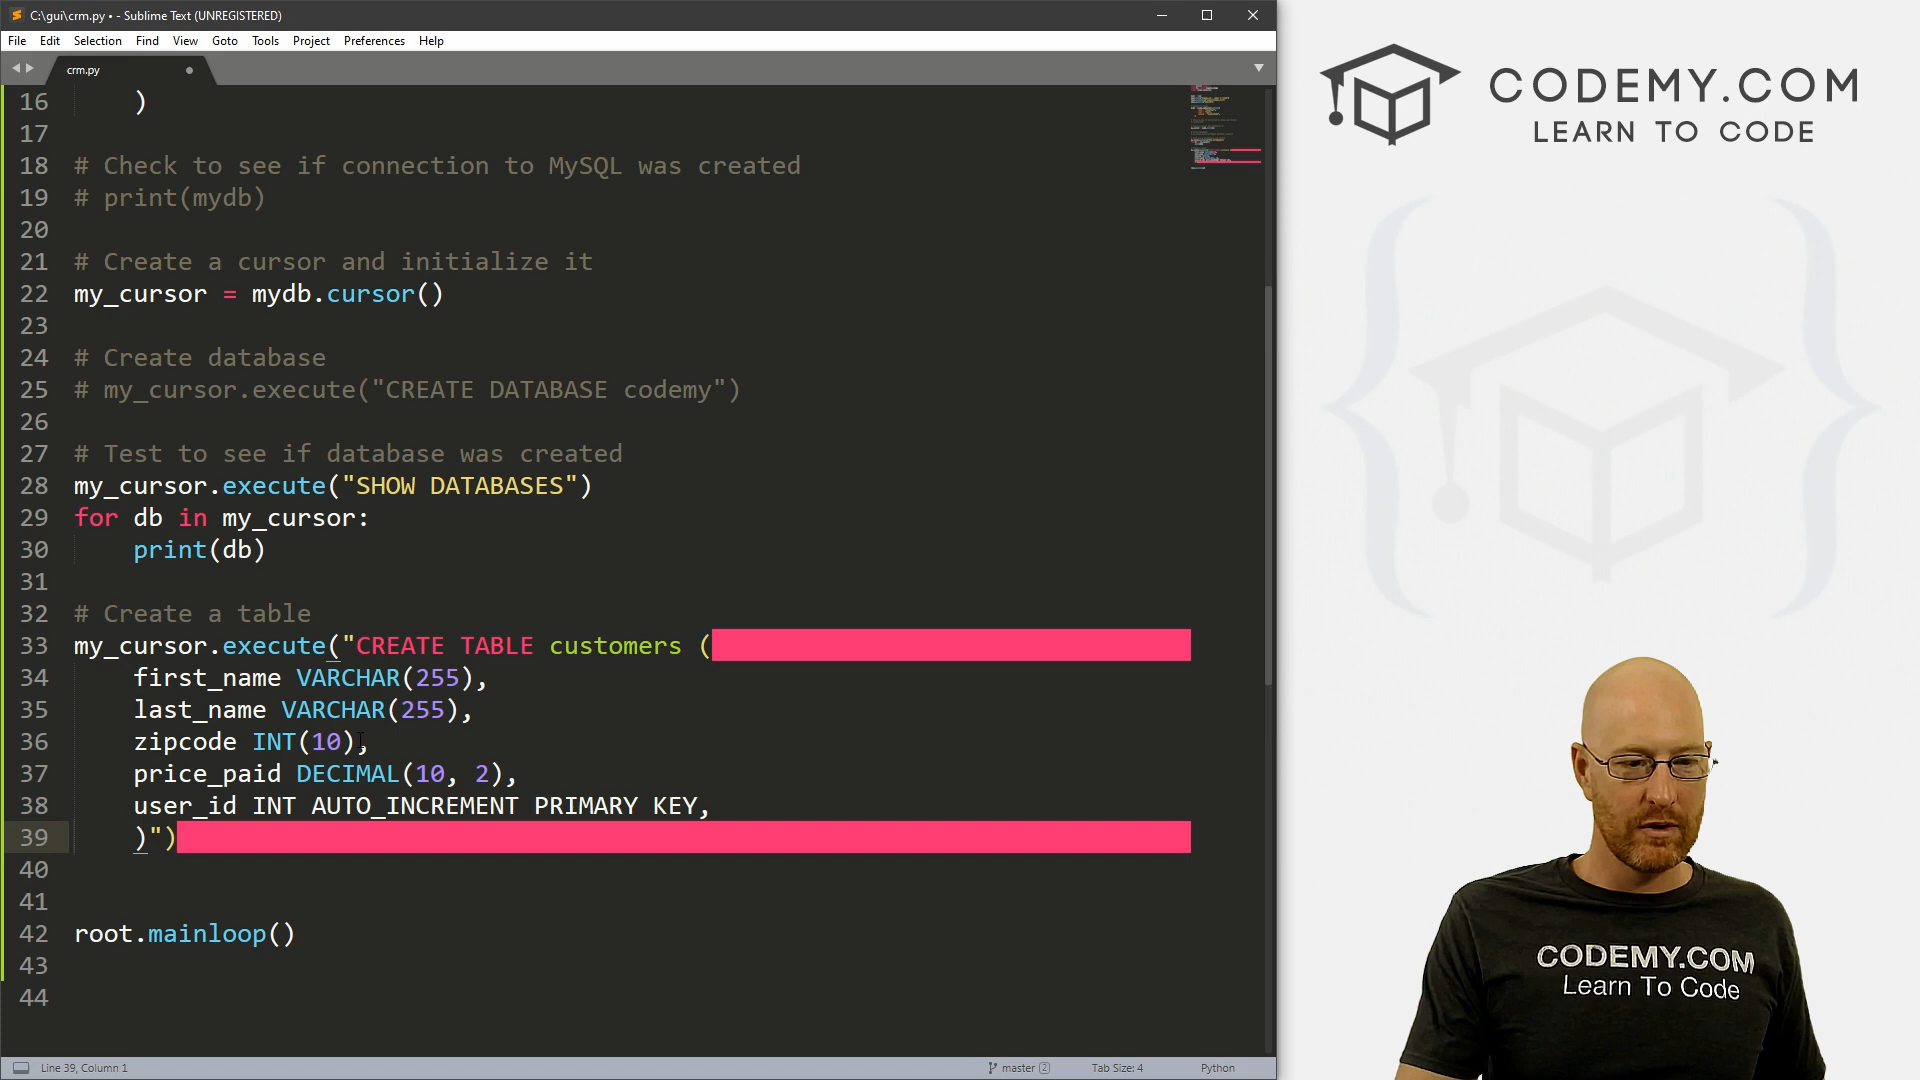 C:\gui\crm.py • - Sublime Text (UNREGISTERED)
File Edit Selection Find View Goto Tools Project Preferences Help
crm.py
16 )
17
18 # Check to see if connection to MySQL was created
19 # print(mydb)
20
21 # Create a cursor and initialize it
22 my_cursor = mydb.cursor()
23
24 # Create database
25 # my_cursor.execute("CREATE DATABASE codemy")
26
27 # Test to see if database was created
28 my_cursor.execute("SHOW DATABASES")
29 for db in my_cursor:
30 print(db)
31
32 # Create a table
33 my_cursor.execute("CREATE TABLE customers (
34 first_name VARCHAR(255),
35 last_name VARCHAR(255),
36 zipcode INT(10),
37 price_paid DECIMAL(10, 2),
38 user_id INT AUTO_INCREMENT PRIMARY KEY,
39 )")
40
41
42 root.mainloop()
43
44
Line 39, Column 1
master 2
Tab Size: 4
Python
CODEMY.COM
LEARN TO CODE
CODEMY.COM
Learn To Code